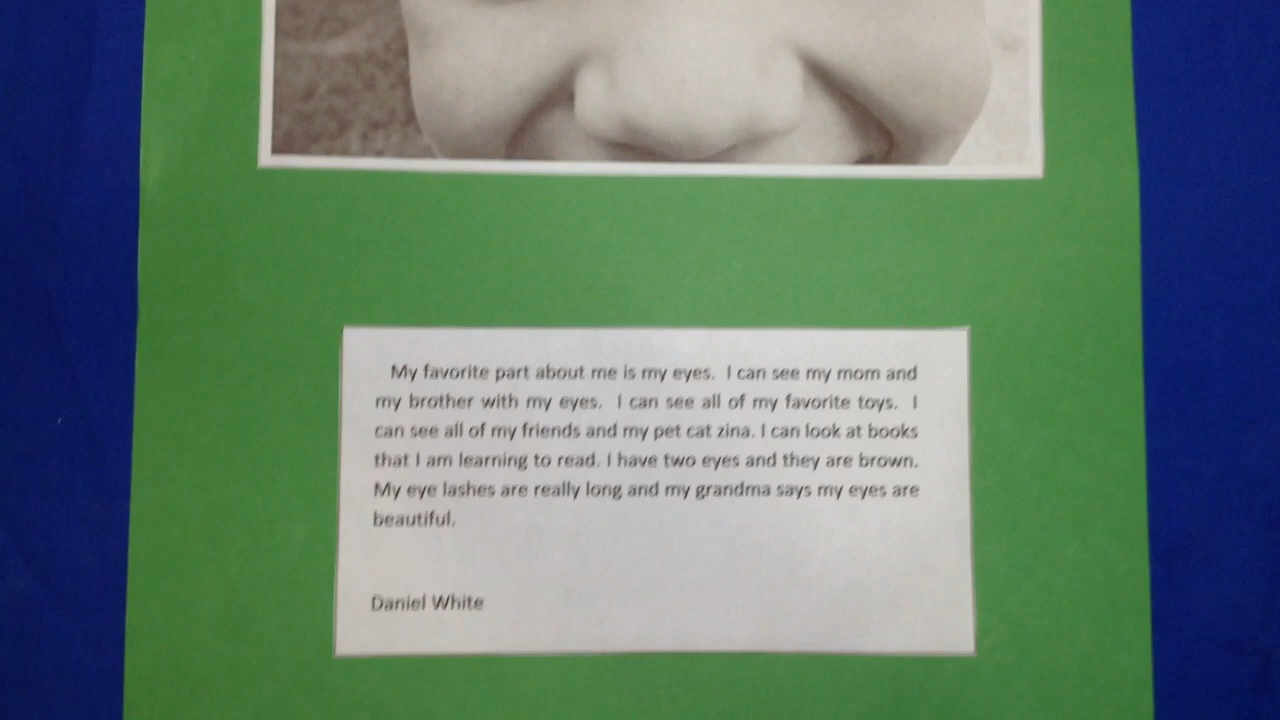 My favorite part about me is my eyes. I can see my mom and
my brother with my eyes. I can see all of my favorite toys. I
can see all of my friends and my pet cat zina. I can look at books
that I am learning to read. I have two eyes and they are brown.
My eye lashes are really long and my grandma says my eyes are
beautiful.
Daniel White